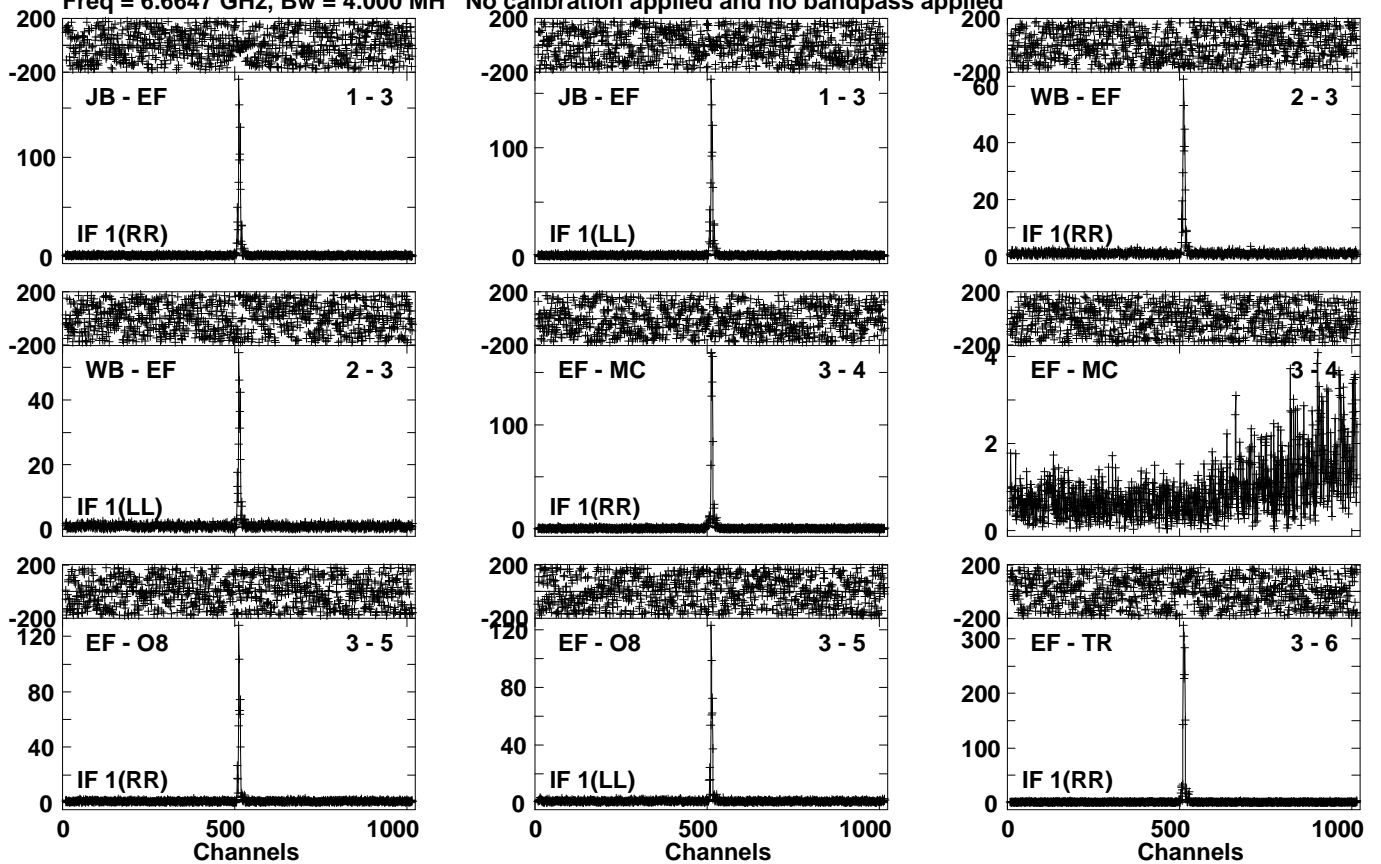 Freq = 6.6647 GHz, Bw = 4.000 MH No calibration applied and no bandpass applied
200
-200
JB - EF 1 - 3
100
0
IF 1(RR)
200
-200
JB - EF 1 - 3
100
0
IF 1(LL)
200
-200
60
WB - EF 2 - 3
40
20
0
IF 1(RR)
200
-200
WB - EF 2 - 3
40
20
0
IF 1(LL)
200
-200
EF - MC 3 - 4
100
0
IF 1(RR)
200
-200
4
EF - MC 3 - 4
2
0
200
-200
120
EF - O8 3 - 5
80
40
0
IF 1(RR)
0 500 1000
Channels
200
-200
120
EF - O8 3 - 5
80
40
0
IF 1(LL)
0 500 1000
Channels
200
-200
300
EF - TR 3 - 6
200
100
0
IF 1(RR)
0 500 1000
Channels